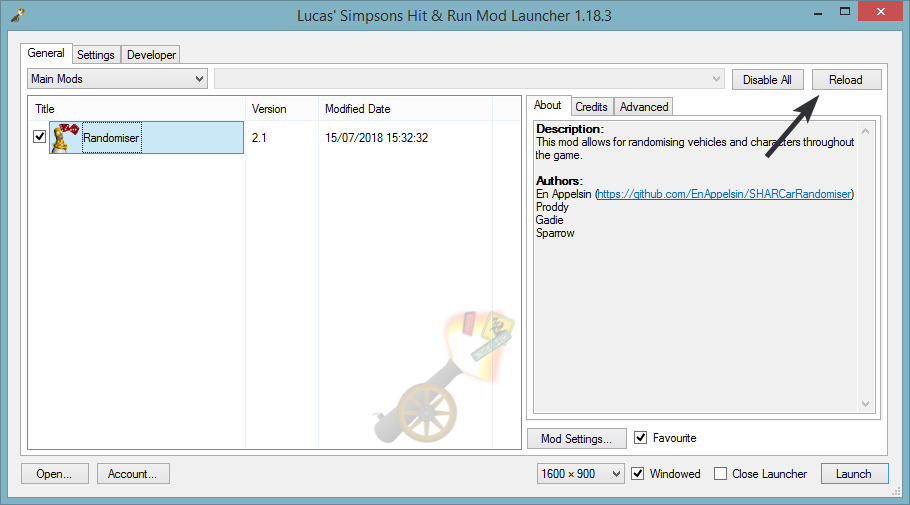 Lucas' Simpsons Hit & Run Mod Launcher 1.18.3
General Settings Developer
Main Mods Disable All Reload
Title Version Modified Date
Randomiser 2.1 15/07/2018 15:32:32
About Credits Advanced
Description:
This mod allows for randomising vehicles and characters throughout
the game.
Authors:
En Appelsin (https://github.com/EnAppelsin/SHARCarRandomiser)
Proddy
Gadie
Sparrow
Mod Settings... Favourite
Open... Account... 1600 × 900 Windowed Close Launcher Launch